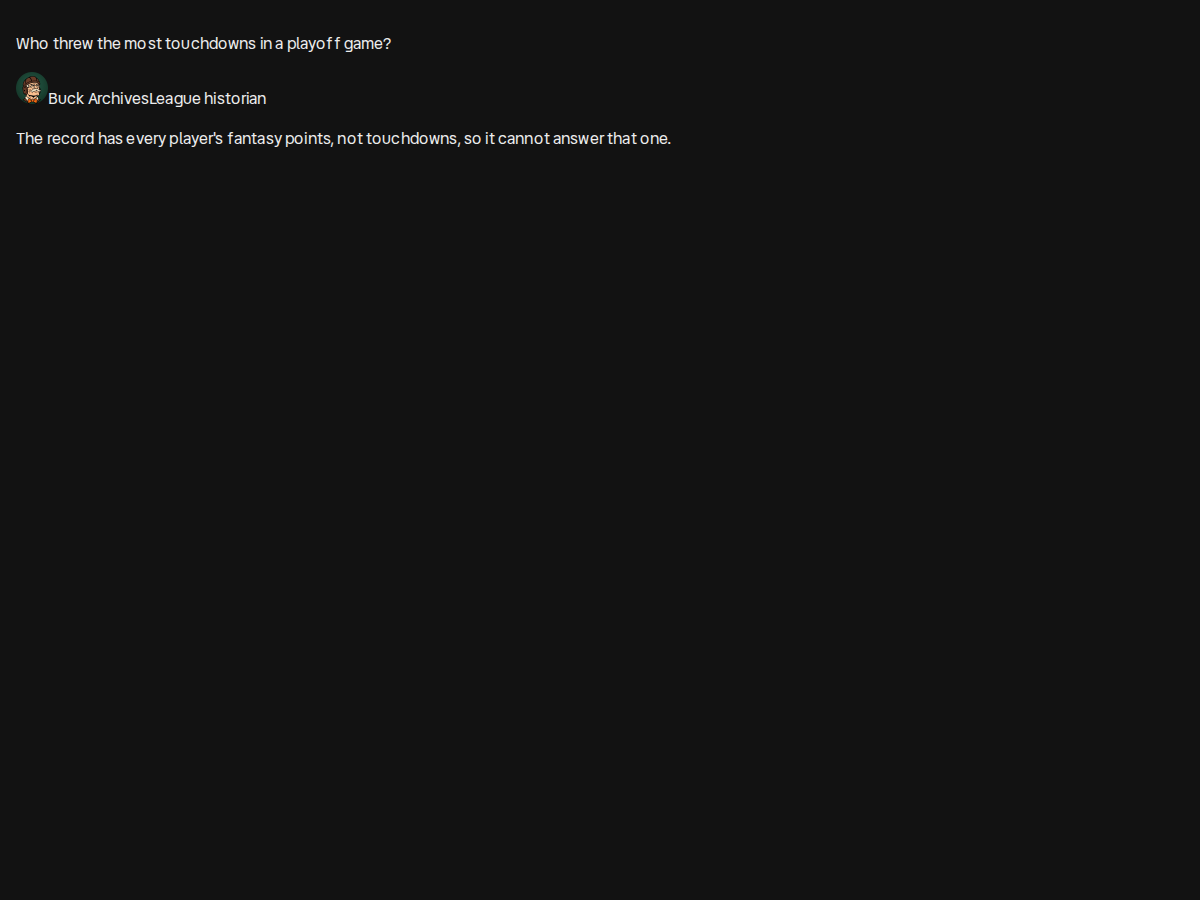 Who threw the most touchdowns in a playoff game?
Buck ArchivesLeague historian
The record has every player's fantasy points, not touchdowns, so it cannot answer that one.